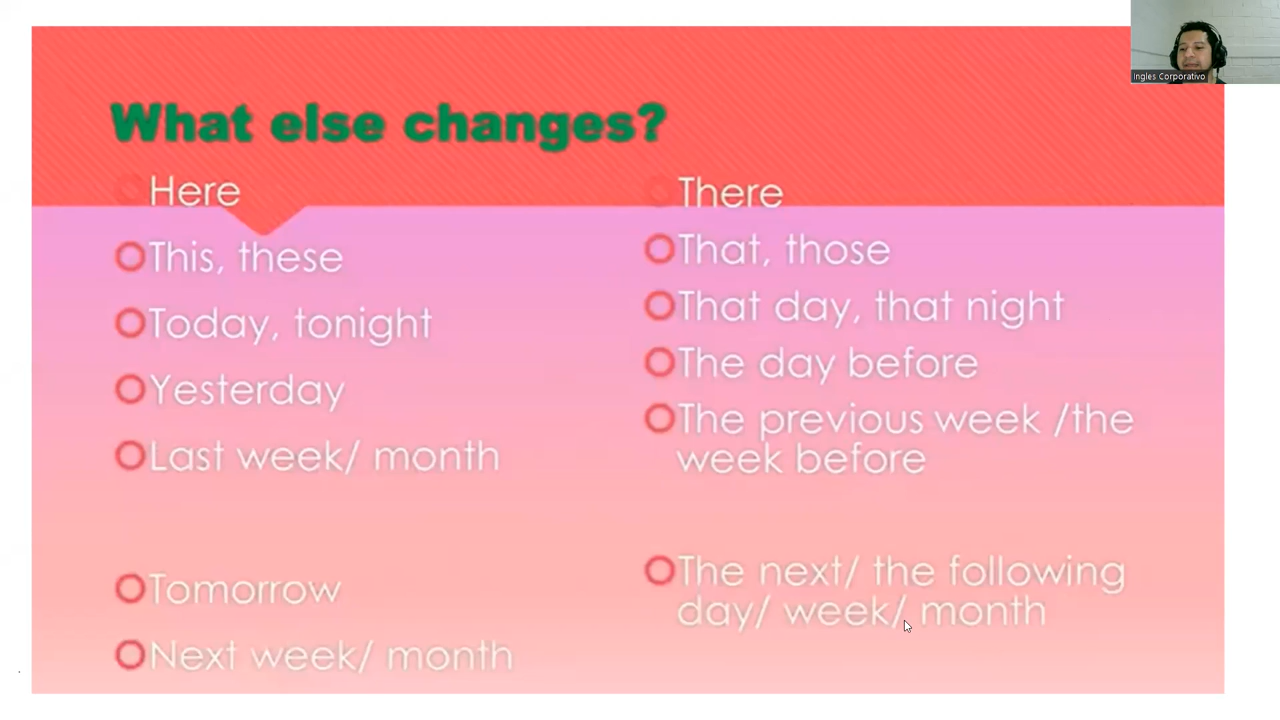 Ingles Corporativo
What else changes?
Here
This, these
Today, tonight
Yesterday
Last week/ month
Tomorrow
Next week/ month
There
That, those
That day, that night
The day before
The previous week /the
week before
The next/ the following
day/ week/ month